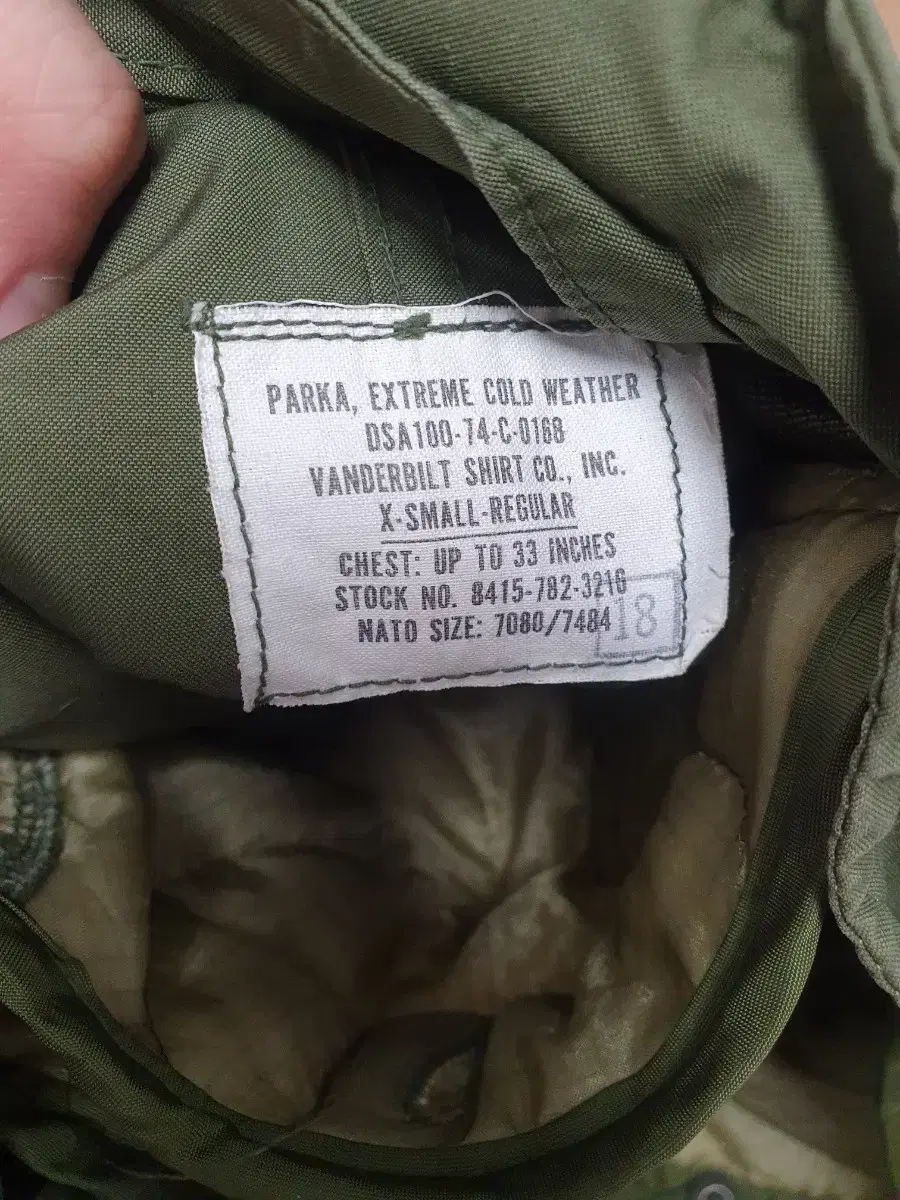 PARKA, EXTREME COLD WEATHER
DSA100-74-C-0168
VANDERBILT SHIRT CO., INC.
X-SMALL-REGULAR
CHEST: UP TO 33 INCHES
STOCK NO. 8415-782-3216
NATO SIZE: 7080/7484
18